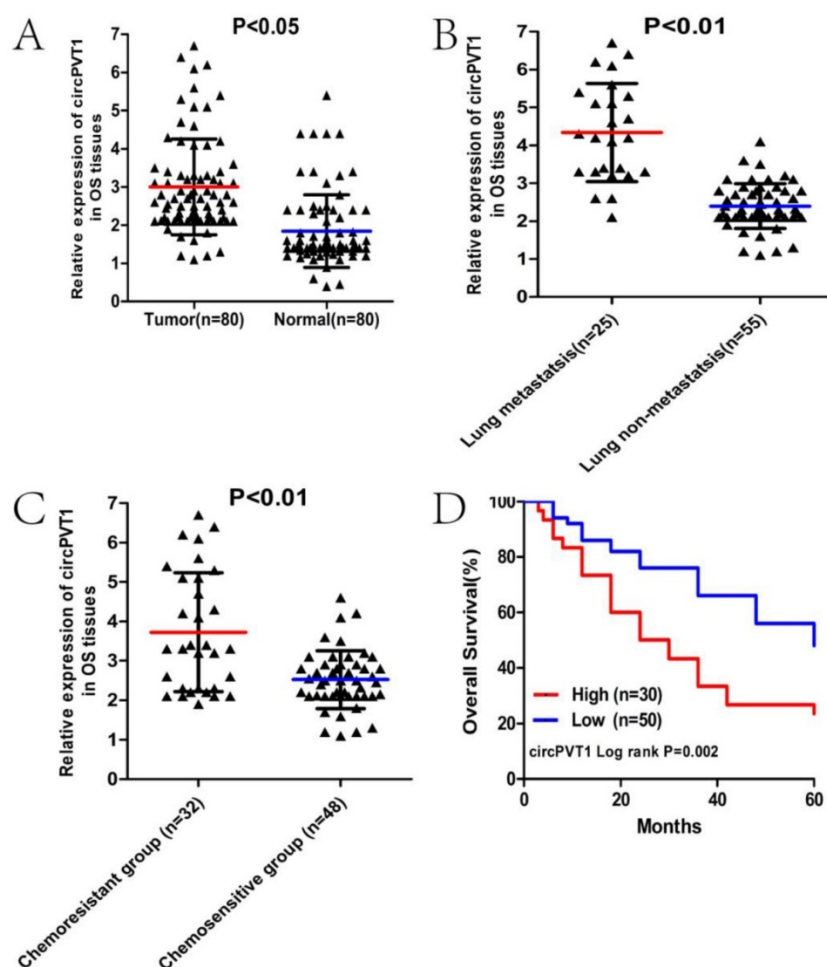 A
P<0.05
Relative expression of circPVT1
in OS tissues
7
6
5
4
3
2
1
0
Tumor(n=80)
Normal(n=80)
B
P<0.01
Relative expression of circPVT1
in OS tissues
7
6
5
4
3
2
1
0
Lung metastatsis(n=25)
Lung non-metastatsis(n=55)
C
P<0.01
Relative expression of circPVT1
in OS tissues
7
6
5
4
3
2
1
0
Chemoresistant group (n=32)
Chemosensitive group (n=48)
D
Overall Survival(%)
100
80
60
40
20
0
High (n=30)
Low (n=50)
circPVT1 Log rank P=0.002
0 20 40 60
Months